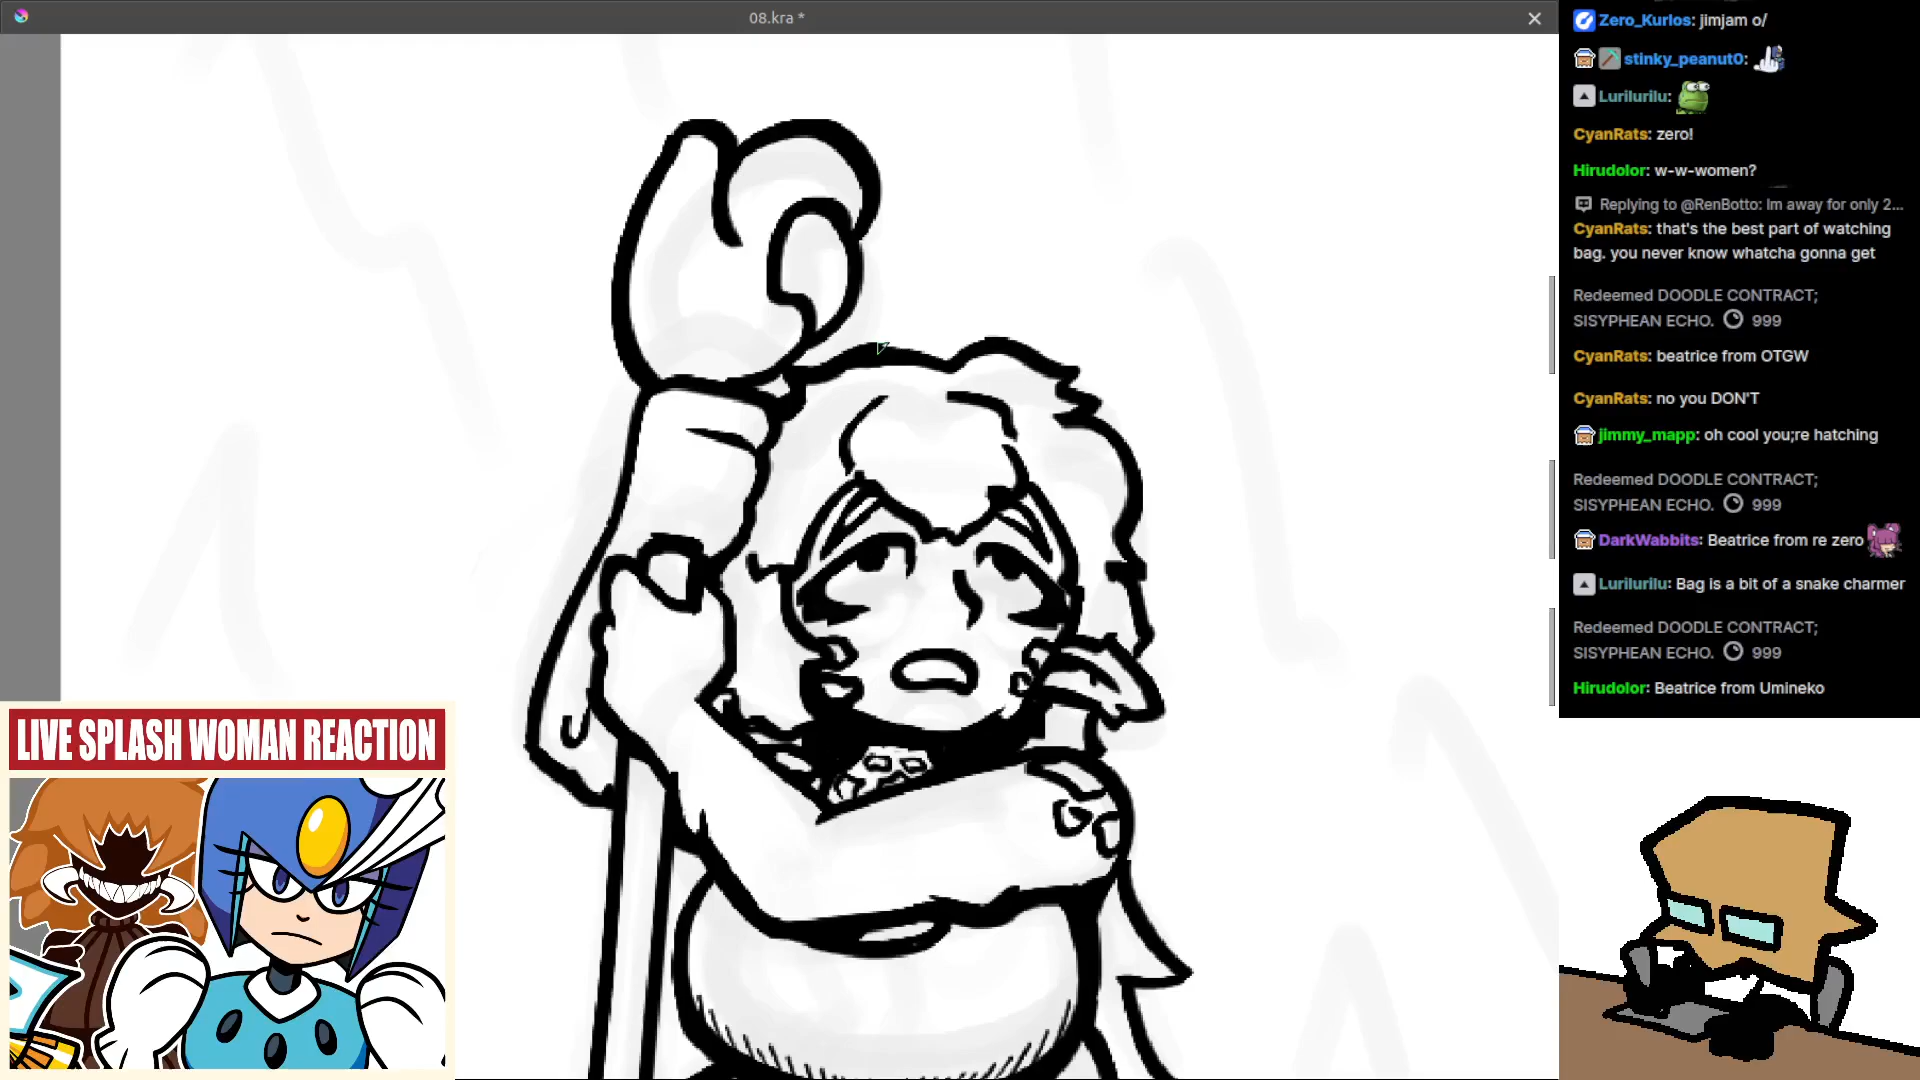 08.kra *
Zero_Kurlos: jimjam o/
stinky_peanut0:
Lurilurilu:
CyanRats: zero!
Hirudolor: w-w-women?
Replying to @RenBotto: Im away for only 2...
CyanRats: that's the best part of watching
bag. you never know whatcha gonna get
Redeemed DOODLE CONTRACT;
SISYPHEAN ECHO. 999
CyanRats: beatrice from OTGW
CyanRats: no you DON'T
jimmy_mapp: oh cool you;re hatching
Redeemed DOODLE CONTRACT;
SISYPHEAN ECHO. 999
DarkWabbits: Beatrice from re zero
Lurilurilu: Bag is a bit of a snake charmer
Redeemed DOODLE CONTRACT;
SISYPHEAN ECHO. 999
Hirudolor: Beatrice from Umineko
LIVE SPLASH WOMAN REACTION